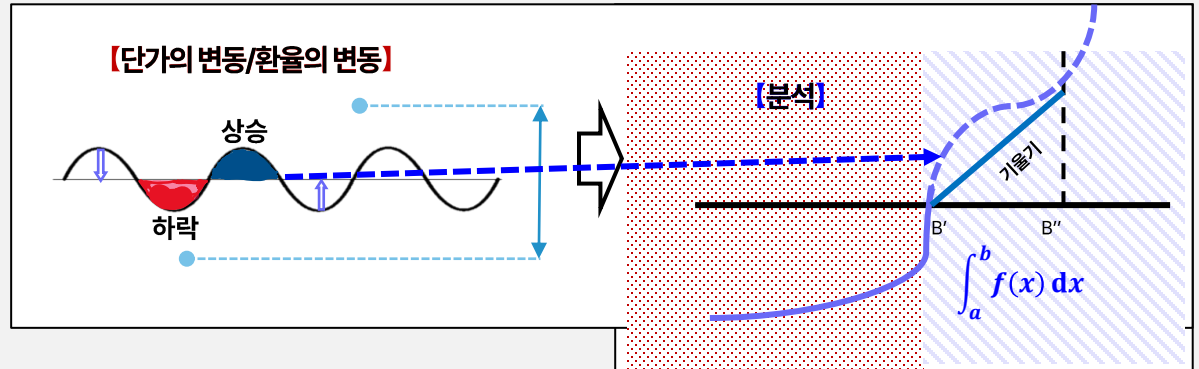 【단가의 변동/환율의 변동】
상승
하락
【분석】
기울기
B' B''
∫_a^b f(x) dx